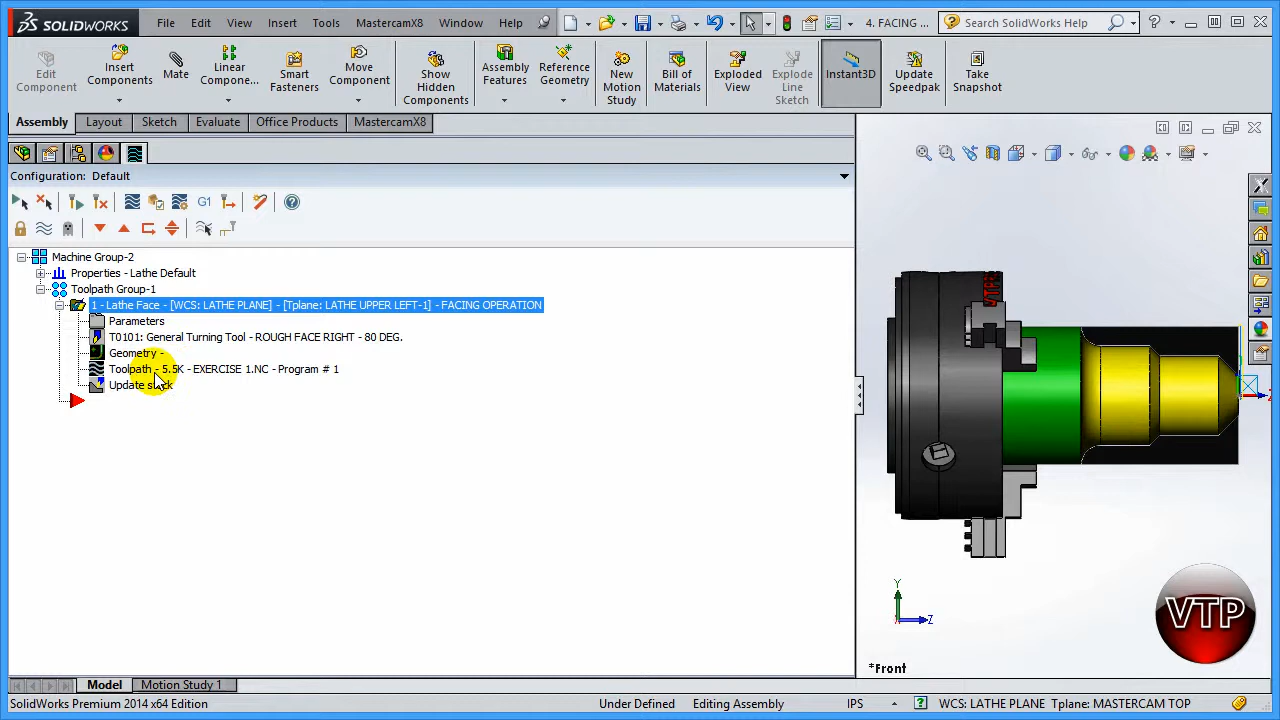 SOLIDWORKS File Edit View Insert Tools MastercamX8 Window Help 4. FACING ... Search SolidWorks Help
Edit Component
Insert Components
Mate
Linear Compone...
Smart Fasteners
Move Component
Show Hidden Components
Assembly Features
Reference Geometry
New Motion Study
Bill of Materials
Exploded View
Explode Line Sketch
Instant3D
Update Speedpak
Take Snapshot
Assembly Layout Sketch Evaluate Office Products MastercamX8
Configuration: Default
G1
Machine Group-2
Properties - Lathe Default
Toolpath Group-1
1 - Lathe Face - [WCS: LATHE PLANE] - [Tplane: LATHE UPPER LEFT-1] - FACING OPERATION
Parameters
T0101: General Turning Tool - ROUGH FACE RIGHT - 80 DEG.
Geometry -
Toolpath - 5.5K - EXERCISE 1.NC - Program # 1
Update stock
VTP
Y
Z
VTP
*Front
Model Motion Study 1
SolidWorks Premium 2014 x64 Edition Under Defined Editing Assembly IPS WCS: LATHE PLANE Tplane: MASTERCAM TOP